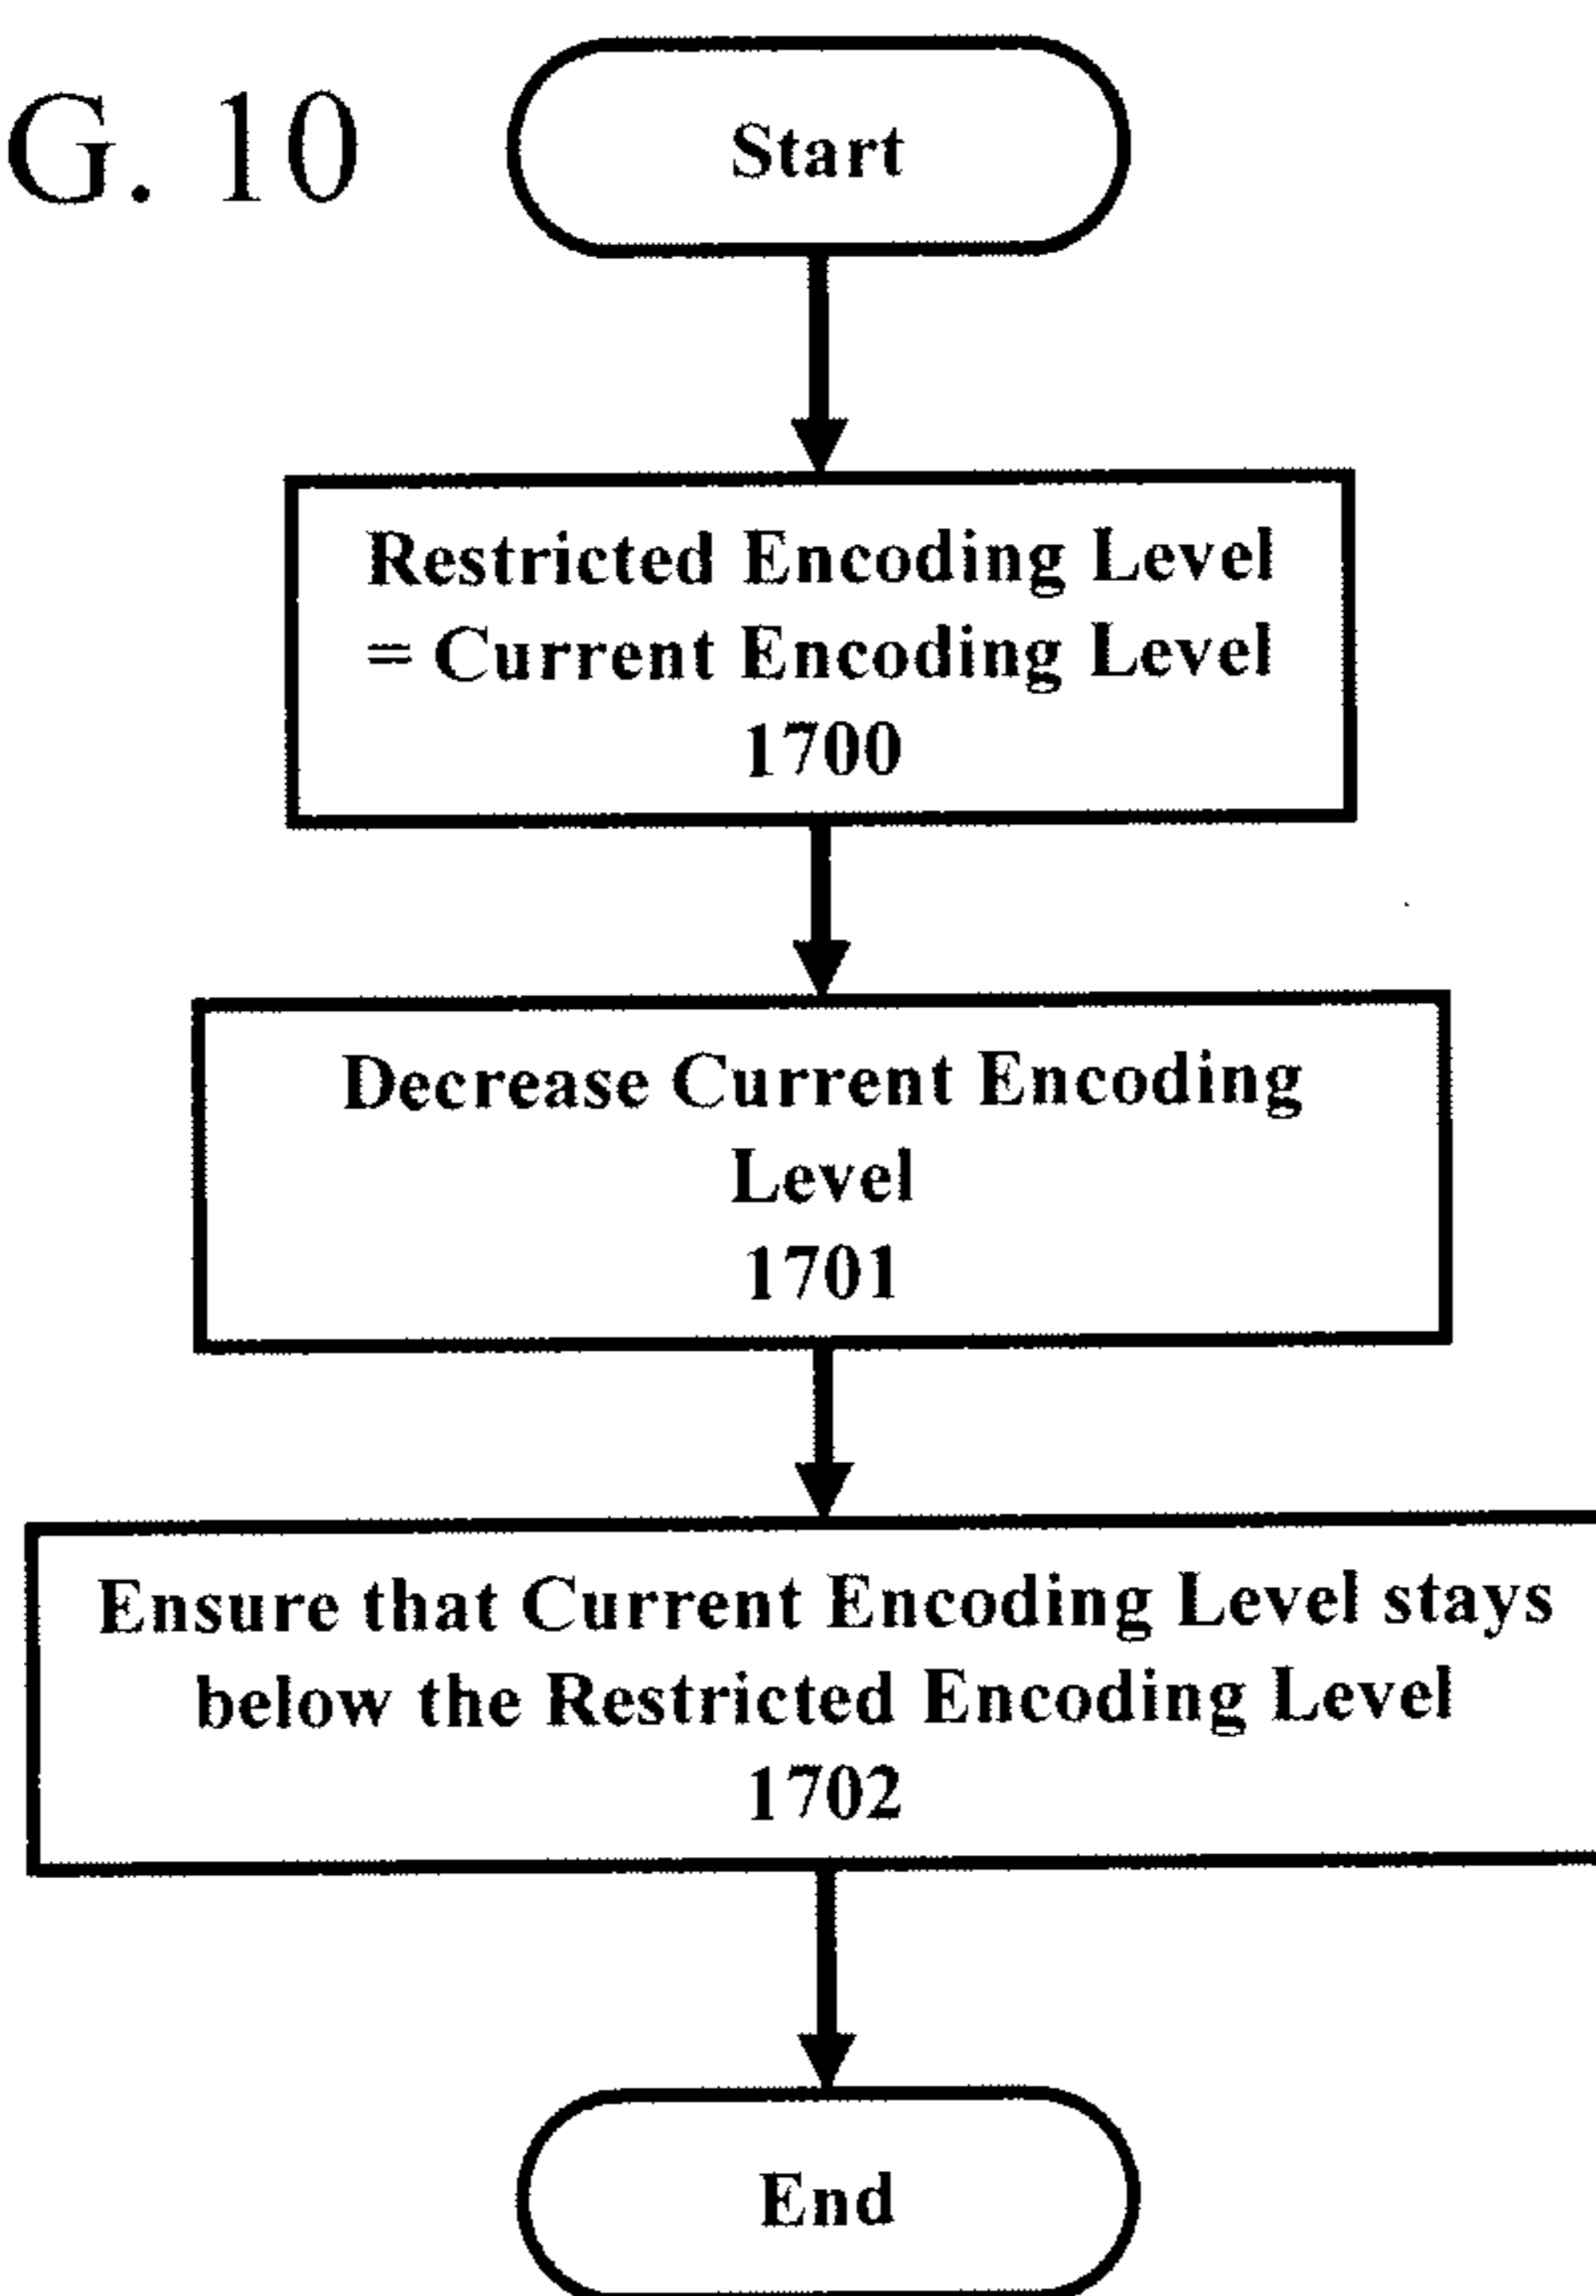 G. 10
Start
Restricted Encoding Level
= Current Encoding Level
1700
Decrease Current Encoding
Level
1701
Ensure that Current Encoding Level stays
below the Restricted Encoding Level
1702
End